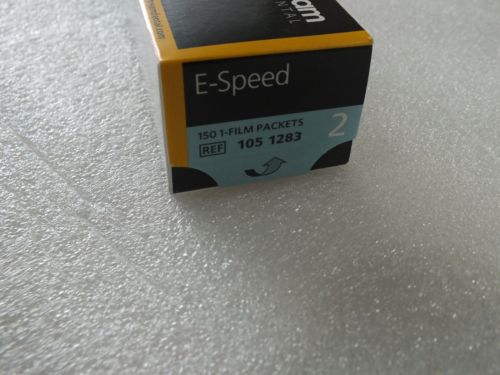 E-Speed
150 1-FILM PACKETS
2
REF 105 1283